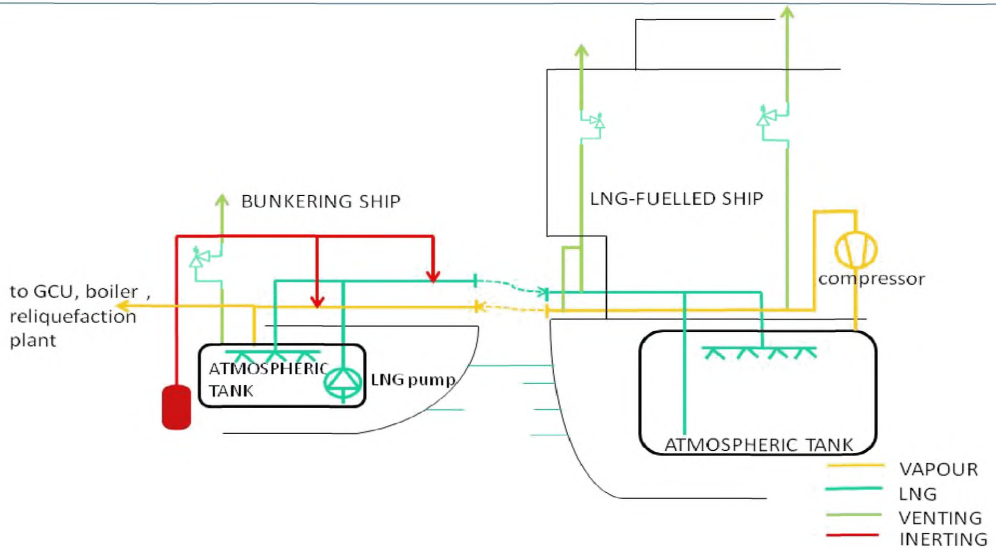 BUNKERING SHIP
LNG-FUELLED SHIP
compressor
to GCU, boiler ,
reliquefaction
plant
ATMOSPHERIC
TANK
LNG pump
ATMOSPHERIC TANK
VAPOUR
LNG
VENTING
INERTING